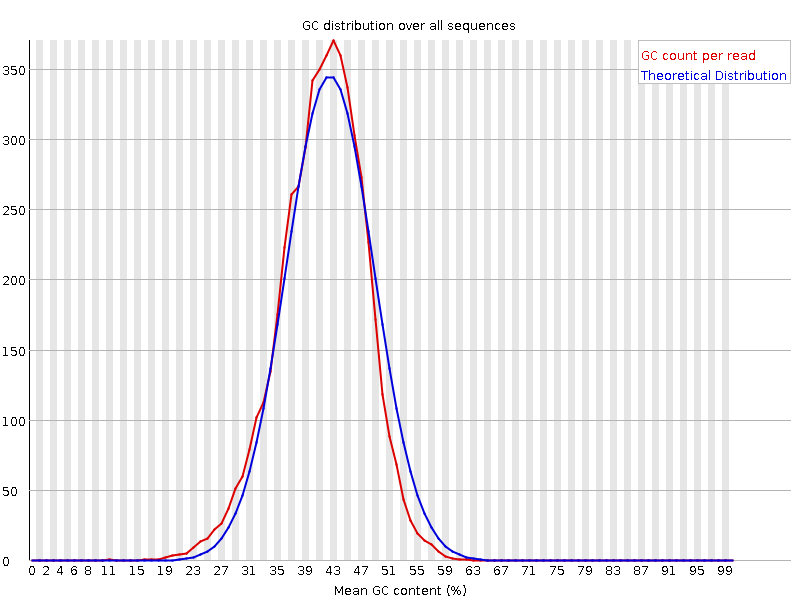 GC distribution over all sequences
GC count per read
Theoretical Distribution
350
300
250
200
150
100
50
0
0 2 4 6 8 11 15 19 23 27 31 35 39 43 47 51 55 59 63 67 71 75 79 83 87 91 95 99
Mean GC content (%)